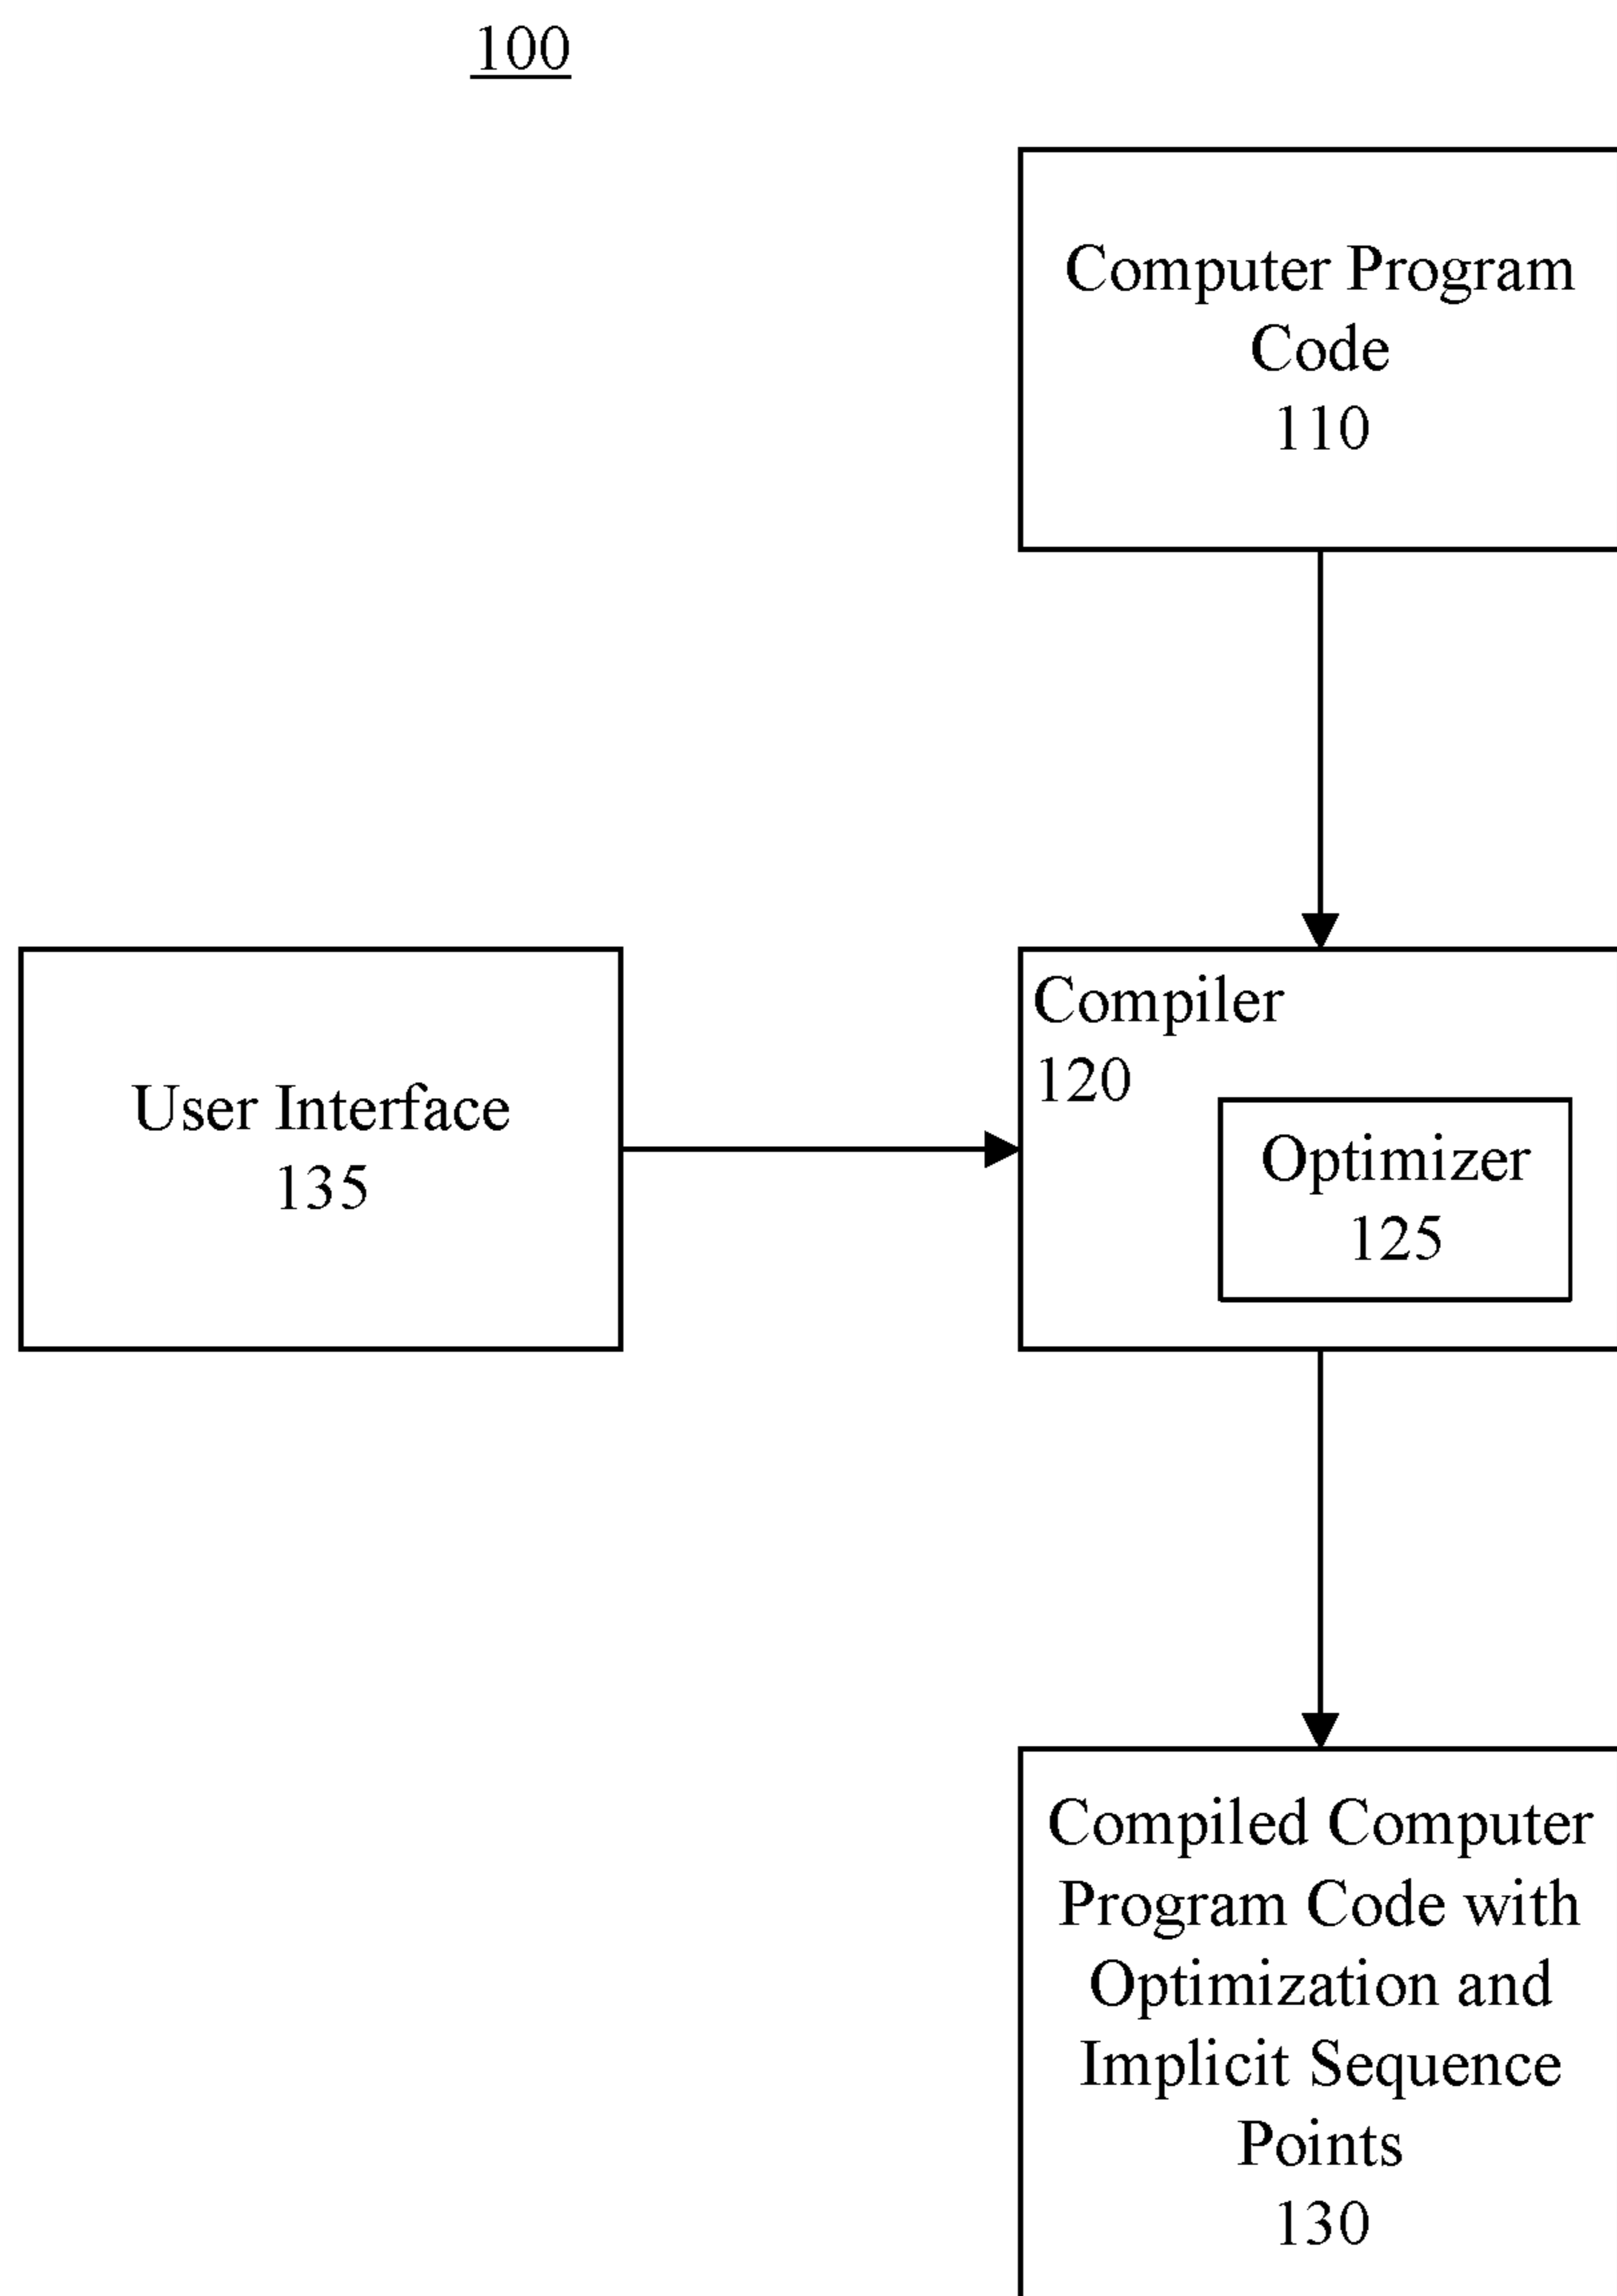 100
Computer Program
Code
110
Compiler
120
User Interface
135
Optimizer
125
Compiled Computer
Program Code with
Optimization and
Implicit Sequence
Points
130